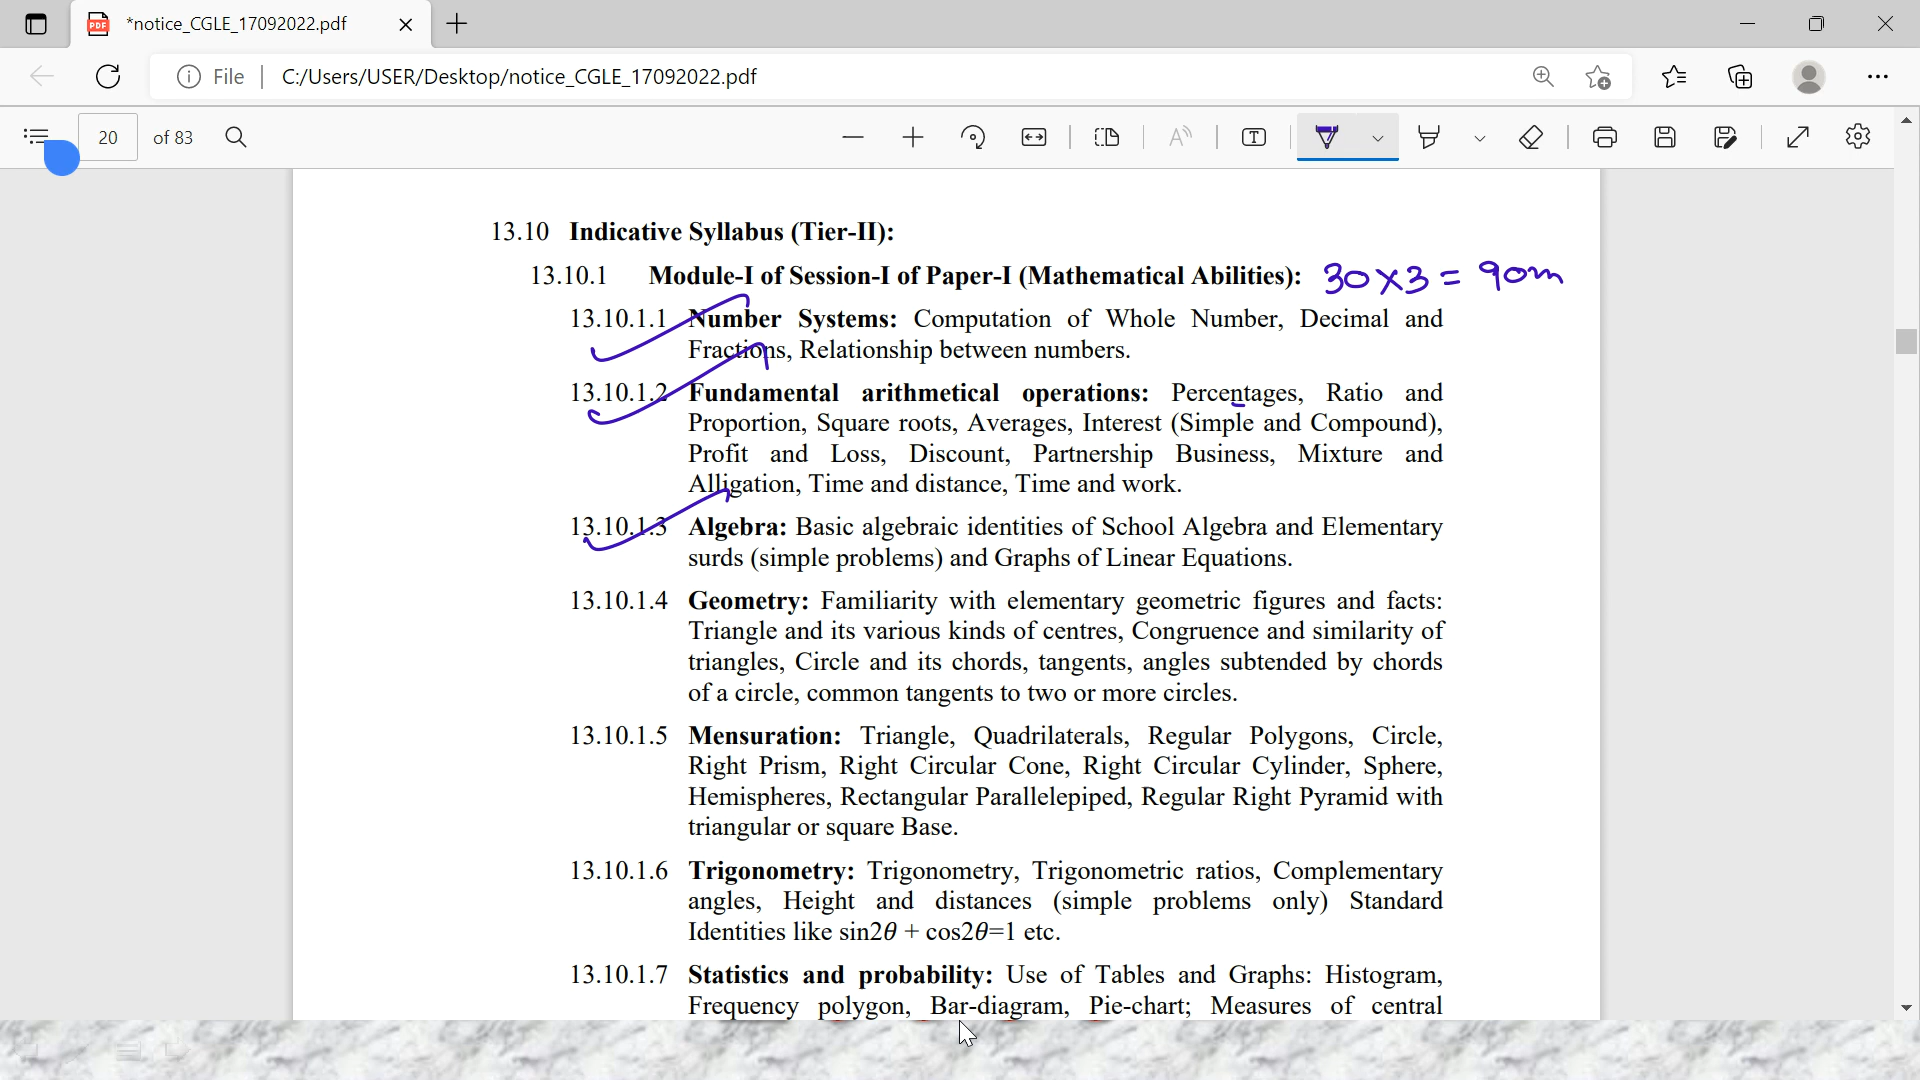 *notice_CGLE_17092022.pdf
File | C:/Users/USER/Desktop/notice_CGLE_17092022.pdf
20 of 83
13.10 Indicative Syllabus (Tier-II):
13.10.1 Module-I of Session-I of Paper-I (Mathematical Abilities): 30×3 = 90m
13.10.1.1 Number Systems: Computation of Whole Number, Decimal and
Fractions, Relationship between numbers.
13.10.1.2 Fundamental arithmetical operations: Percentages, Ratio and
Proportion, Square roots, Averages, Interest (Simple and Compound),
Profit and Loss, Discount, Partnership Business, Mixture and
Alligation, Time and distance, Time and work.
13.10.1.3 Algebra: Basic algebraic identities of School Algebra and Elementary
surds (simple problems) and Graphs of Linear Equations.
13.10.1.4 Geometry: Familiarity with elementary geometric figures and facts:
Triangle and its various kinds of centres, Congruence and similarity of
triangles, Circle and its chords, tangents, angles subtended by chords
of a circle, common tangents to two or more circles.
13.10.1.5 Mensuration: Triangle, Quadrilaterals, Regular Polygons, Circle,
Right Prism, Right Circular Cone, Right Circular Cylinder, Sphere,
Hemispheres, Rectangular Parallelepiped, Regular Right Pyramid with
triangular or square Base.
13.10.1.6 Trigonometry: Trigonometry, Trigonometric ratios, Complementary
angles, Height and distances (simple problems only) Standard
Identities like sin2θ + cos2θ=1 etc.
13.10.1.7 Statistics and probability: Use of Tables and Graphs: Histogram,
Frequency polygon, Bar-diagram, Pie-chart; Measures of central